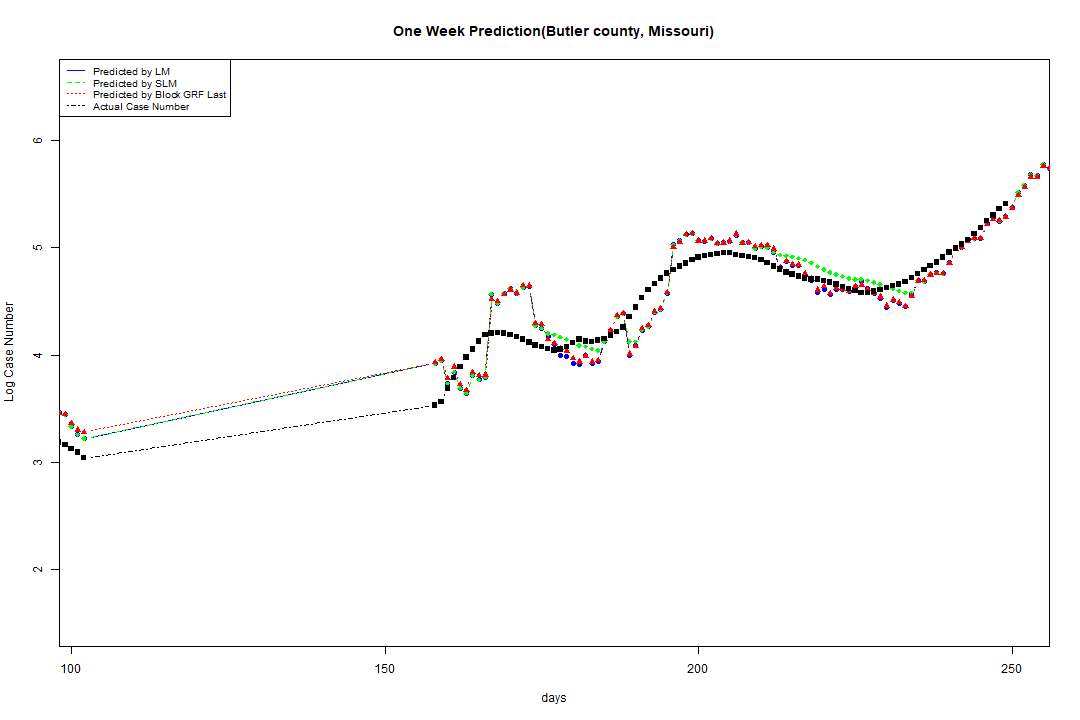 One Week Prediction(Butler county, Missouri)
Predicted by LM
Predicted by SLM
Predicted by Block GRF Last
Actual Case Number
6
5
4
3
2
Log Case Number
100 150 200 250
days